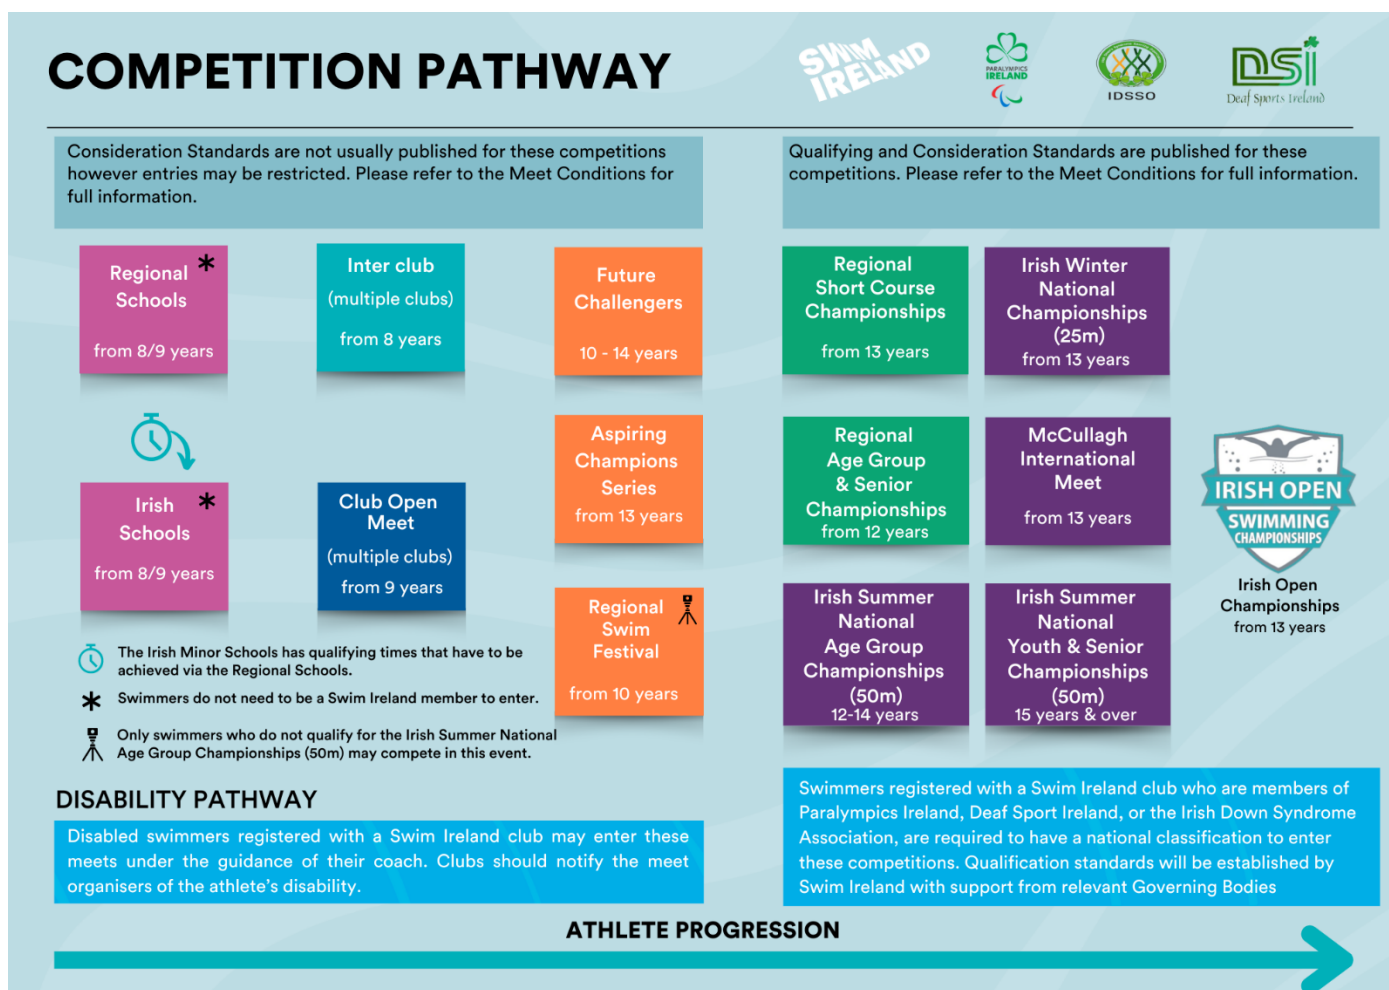 COMPETITION PATHWAY
SWIM
IRELAND
PARALYMPICS
IRELAND
IDSSO
DSi
Deaf Sports Ireland
Consideration Standards are not usually published for these competitions
however entries may be restricted. Please refer to the Meet Conditions for
full information.
Qualifying and Consideration Standards are published for these
competitions. Please refer to the Meet Conditions for full information.
Regional *
Schools
from 8/9 years
Inter club
(multiple clubs)
from 8 years
Future
Challengers
10 - 14 years
Regional
Short Course
Championships
from 13 years
Irish Winter
National
Championships
(25m)
from 13 years
Aspiring
Champions
Series
from 13 years
Regional
Age Group
& Senior
Championships
from 12 years
McCullagh
International
Meet
from 13 years
IRISH OPEN
SWIMMING
CHAMPIONSHIPS
Irish Open
Championships
from 13 years
Irish *
Schools
from 8/9 years
Club Open
Meet
(multiple clubs)
from 9 years
Regional
Swim
Festival
from 10 years
Irish Summer
National
Age Group
Championships
(50m)
12-14 years
Irish Summer
National
Youth & Senior
Championships
(50m)
15 years & over
The Irish Minor Schools has qualifying times that have to be
achieved via the Regional Schools.
* Swimmers do not need to be a Swim Ireland member to enter.
Only swimmers who do not qualify for the Irish Summer National
Age Group Championships (50m) may compete in this event.
DISABILITY PATHWAY
Disabled swimmers registered with a Swim Ireland club may enter these
meets under the guidance of their coach. Clubs should notify the meet
organisers of the athlete's disability.
Swimmers registered with a Swim Ireland club who are members of
Paralympics Ireland, Deaf Sport Ireland, or the Irish Down Syndrome
Association, are required to have a national classification to enter
these competitions. Qualification standards will be established by
Swim Ireland with support from relevant Governing Bodies
ATHLETE PROGRESSION